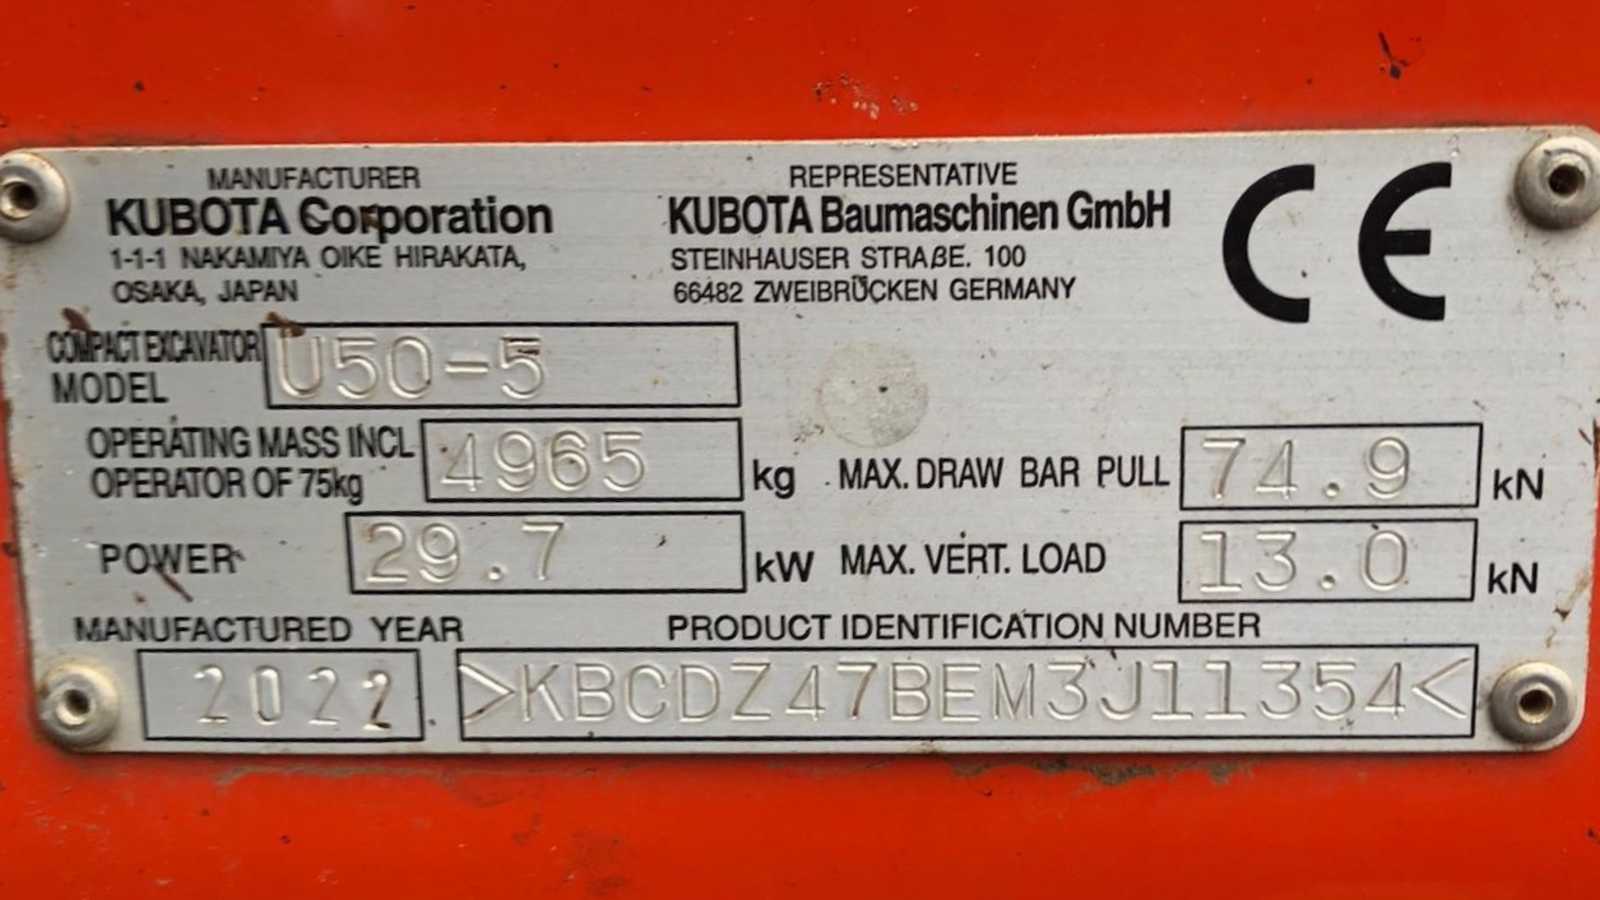 MANUFACTURER
KUBOTA Corporation
1-1-1 NAKAMIYA OIKE HIRAKATA,
OSAKA, JAPAN
REPRESENTATIVE
KUBOTA Baumaschinen GmbH
STEINHAUSER STRAßE. 100
66482 ZWEIBRÜCKEN GERMANY
CE
COMPACT EXCAVATOR
MODEL U50-5
OPERATING MASS INCL
OPERATOR OF 75kg 4965 kg
MAX. DRAW BAR PULL 74.9 kN
POWER 29.7 kW
MAX. VERT. LOAD 13.0 kN
MANUFACTURED YEAR
2022
PRODUCT IDENTIFICATION NUMBER
>KBCDZ47BEM3J11354<